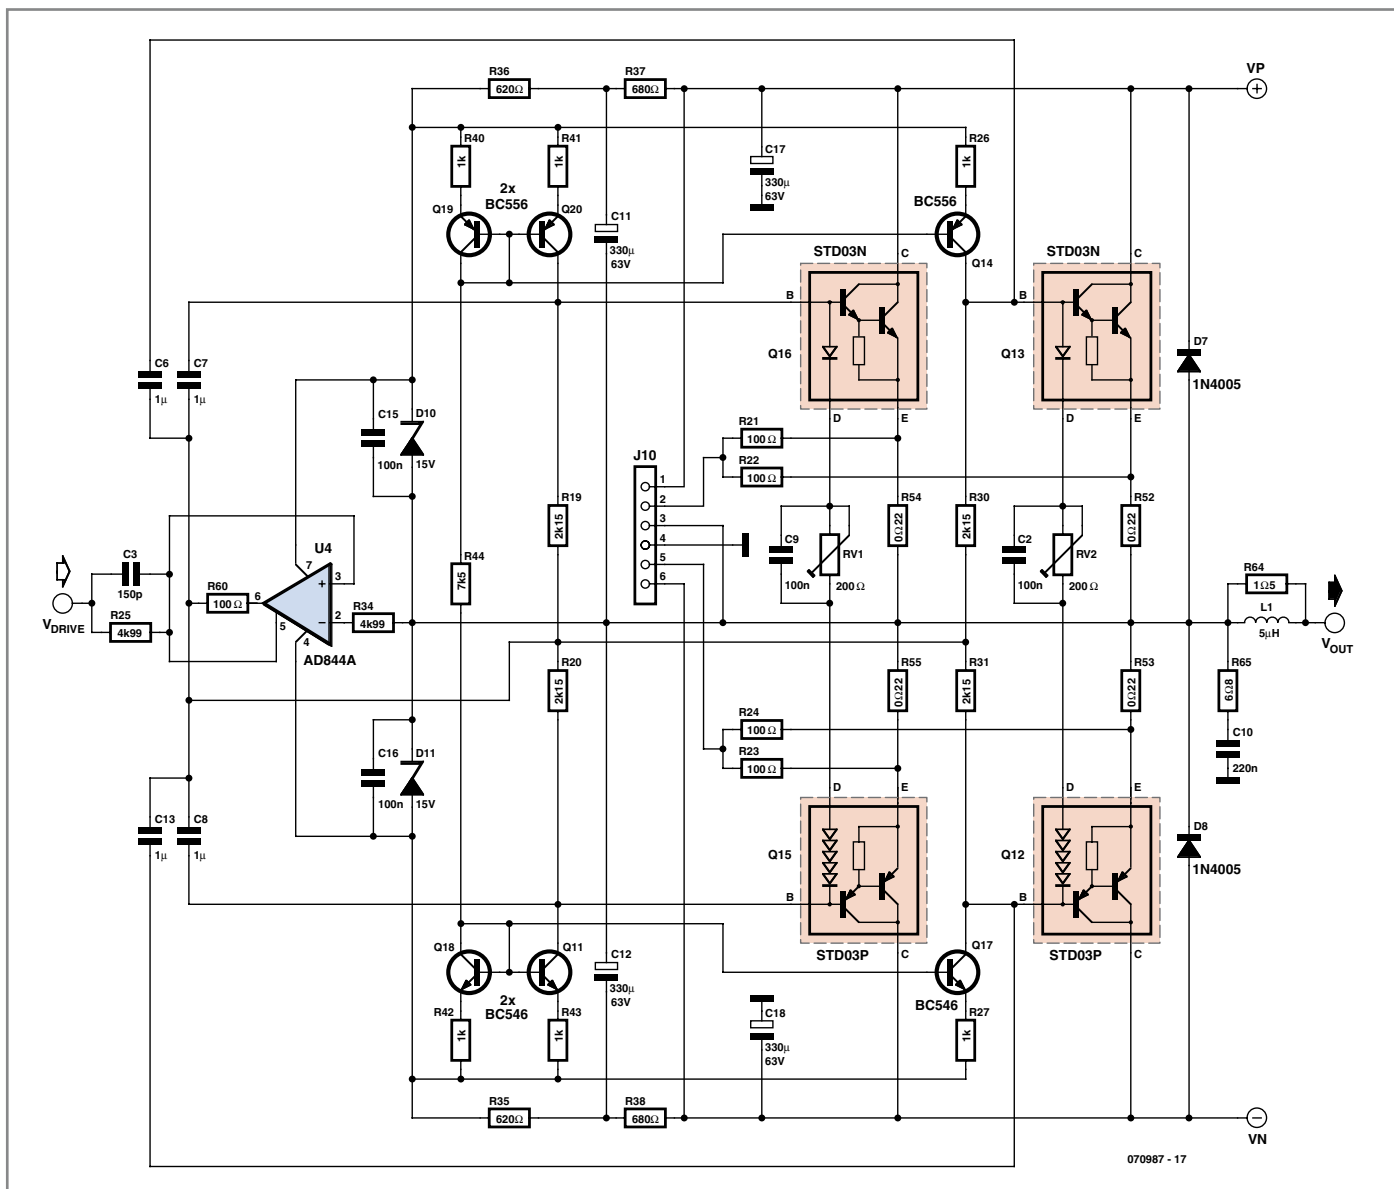 R36
620Ω
R37
680Ω
VP
R40
1k
R41
1k
R26
1k
C17
330µ
63V
2x
BC556
Q19
Q20
C11
330µ
63V
BC556
Q14
STD03N
C
STD03N
C
B
B
Q16
Q13
D
E
D
E
D7
1N4005
C6
1µ
C7
1µ
C15
100n
D10
15V
R21
100Ω
R22
100Ω
J10
1
2
3
4
5
6
R19
2k15
R54
0Ω22
R30
2k15
R52
0Ω22
C9
100n
RV1
200Ω
C2
100n
RV2
200Ω
C3
150p
R25
4k99
VDRIVE
R60
100Ω
U4
7
3
+
6
2
−
5
4
AD844A
R34
4k99
R44
7k5
R64
1Ω5
L1
5µH
VOUT
R20
2k15
R55
0Ω22
R31
2k15
R53
0Ω22
R65
6Ω8
C10
220n
R24
100Ω
R23
100Ω
C16
100n
D11
15V
D
E
D
E
C13
1µ
C8
1µ
Q15
Q12
D8
1N4005
B
B
STD03P
C
STD03P
C
Q18
Q11
2x
BC546
C12
330µ
63V
Q17
BC546
R42
1k
R43
1k
C18
330µ
63V
R27
1k
R35
620Ω
R38
680Ω
VN
070987 - 17